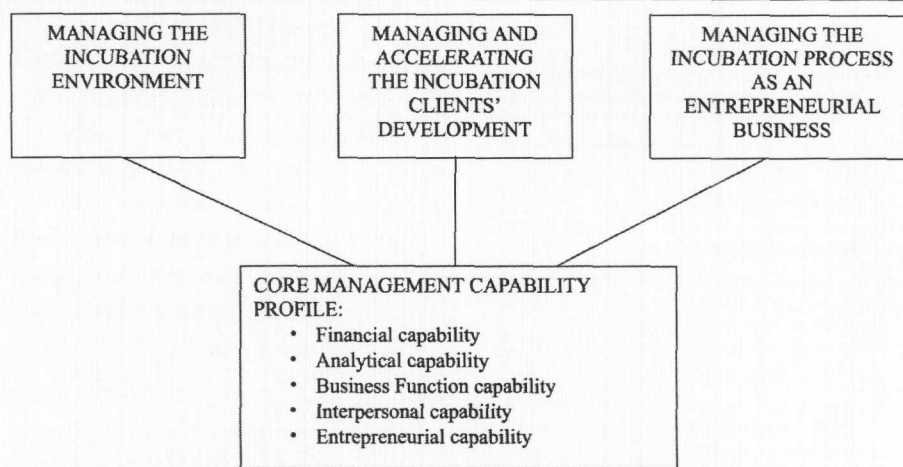 MANAGING THE
INCUBATION
ENVIRONMENT
MANAGING AND
ACCELERATING
THE INCUBATION
CLIENTS'
DEVELOPMENT
MANAGING THE
INCUBATION PROCESS
AS AN
ENTREPRENEURIAL
BUSINESS
CORE MANAGEMENT CAPABILITY
PROFILE:
• Financial capability
• Analytical capability
• Business Function capability
• Interpersonal capability
• Entrepreneurial capability